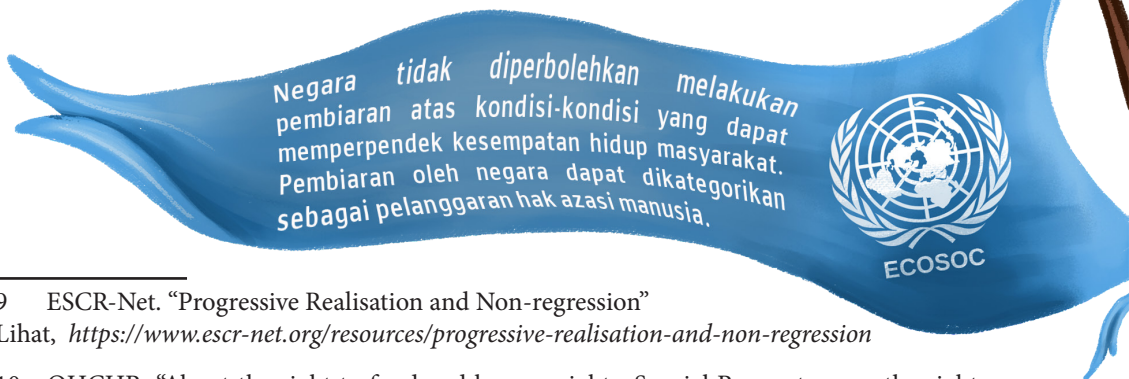 Negara tidak diperbolehkan melakukan
pembiaran atas kondisi-kondisi yang dapat
memperpendek kesempatan hidup masyarakat.
Pembiaran oleh negara dapat dikategorikan
sebagai pelanggaran hak azasi manusia.
ECOSOC
9 ESCR-Net. “Progressive Realisation and Non-regression”
Lihat, https://www.escr-net.org/resources/progressive-realisation-and-non-regression